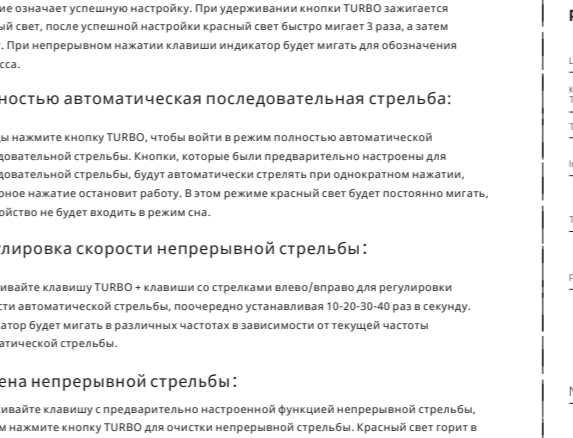 ие означает успешную настройку. При удерживании кнопки TURBO зажигается
ый свет, после успешной настройки красный свет быстро мигает 3 раза, а затем
. При непрерывном нажатии клавиши индикатор будет мигать для обозначения
сса.
ностью автоматическая последовательная стрельба:
ы нажмите кнопку TURBO, чтобы войти в режим полностью автоматической
довательной стрельбы. Кнопки, которые были предварительно настроены для
довательной стрельбы, будут автоматически стрелять при однократном нажатии,
рное нажатие остановит работу. В этом режиме красный свет будет постоянно мигать,
ойство не будет входить в режим сна.
улировка скорости непрерывной стрельбы:
ивайте клавишу TURBO + клавиши со стрелками влево/вправо для регулировки
сти автоматической стрельбы, поочередно устанавливая 10-20-30-40 раз в секунду.
атор будет мигать в различных частотах в зависимости от текущей частоты
атической стрельбы.
ена непрерывной стрельбы:
ивайте клавишу с предварительно настроенной функцией непрерывной стрельбы,
м нажмите кнопку TURBO для очистки непрерывной стрельбы. Красный свет горит в